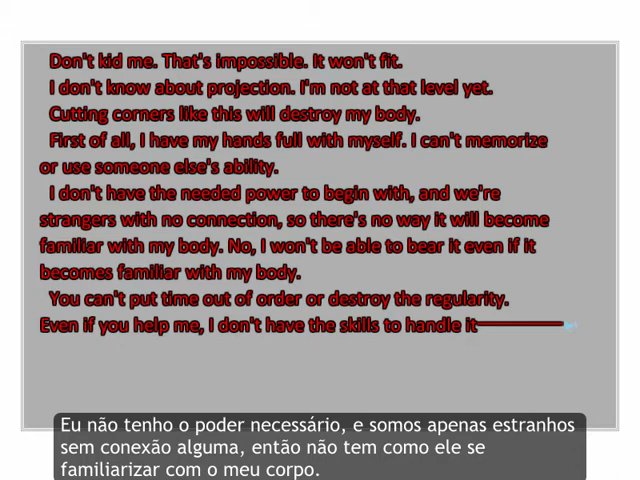 Don't kid me. That's impossible. It won't fit.
I don't know about projection. I'm not at that level yet.
Cutting corners like this will destroy my body.
First of all, I have my hands full with myself. I can't memorize
or use someone else's ability.
I don't have the needed power to begin with, and we're
strangers with no connection, so there's no way it will become
familiar with my body. No, I won't be able to bear it even if it
becomes familiar with my body.
You can't put time out of order or destroy the regularity.
Even if you help me, I don't have the skills to handle it————
Eu não tenho o poder necessário, e somos apenas estranhos
sem conexão alguma, então não tem como ele se
familiarizar com o meu corpo.